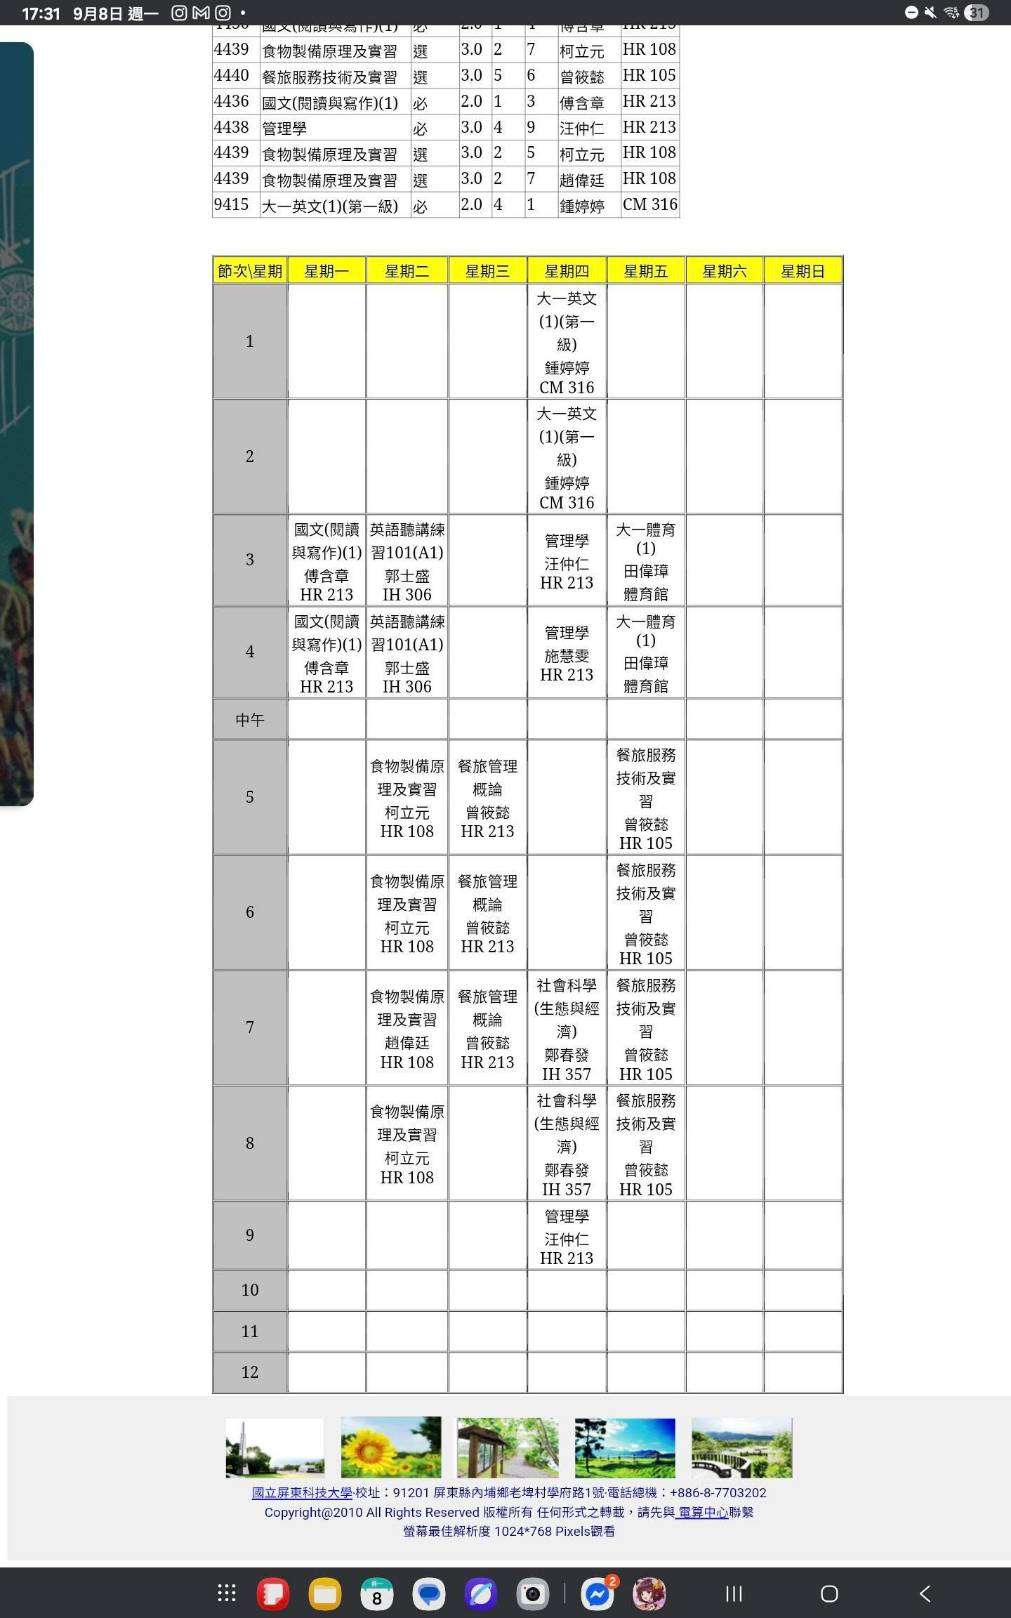 17:31 9月8日 週一
31
4439 食物製備原理及實習 選 3.0 2 7 柯立元 HR 108
4440 餐旅服務技術及實習 選 3.0 5 6 曾筱懿 HR 105
4436 國文(閱讀與寫作)(1) 必 2.0 1 3 傅含章 HR 213
4438 管理學 必 3.0 4 9 汪仲仁 HR 213
4439 食物製備原理及實習 選 3.0 2 5 柯立元 HR 108
4439 食物製備原理及實習 選 3.0 2 7 趙偉廷 HR 108
9415 大一英文(1)(第一級) 必 2.0 4 1 鍾婷婷 CM 316
節次\星期 星期一 星期二 星期三 星期四 星期五 星期六 星期日
1
大一英文
(1)(第一
級)
鍾婷婷
CM 316
2
大一英文
(1)(第一
級)
鍾婷婷
CM 316
3
國文(閱讀
與寫作)(1)
傅含章
HR 213
英語聽講練
習101(A1)
郭士盛
IH 306
管理學
汪仲仁
HR 213
大一體育
(1)
田偉璋
體育館
4
國文(閱讀
與寫作)(1)
傅含章
HR 213
英語聽講練
習101(A1)
郭士盛
IH 306
管理學
施慧雯
HR 213
大一體育
(1)
田偉璋
體育館
中午
5
食物製備原
理及實習
柯立元
HR 108
餐旅管理
概論
曾筱懿
HR 213
餐旅服務
技術及實
習
曾筱懿
HR 105
6
食物製備原
理及實習
柯立元
HR 108
餐旅管理
概論
曾筱懿
HR 213
餐旅服務
技術及實
習
曾筱懿
HR 105
7
食物製備原
理及實習
趙偉廷
HR 108
餐旅管理
概論
曾筱懿
HR 213
社會科學
(生態與經
濟)
鄭春發
IH 357
餐旅服務
技術及實
習
曾筱懿
HR 105
8
食物製備原
理及實習
柯立元
HR 108
社會科學
(生態與經
濟)
鄭春發
IH 357
餐旅服務
技術及實
習
曾筱懿
HR 105
9
管理學
汪仲仁
HR 213
10
11
12
國立屏東科技大學‧校址：91201 屏東縣內埔鄉老埤村學府路1號‧電話總機：+886-8-7703202
Copyright@2010 All Rights Reserved 版權所有 任何形式之轉載，請先與 電算中心聯繫
螢幕最佳解析度 1024*768 Pixels觀看
8
2